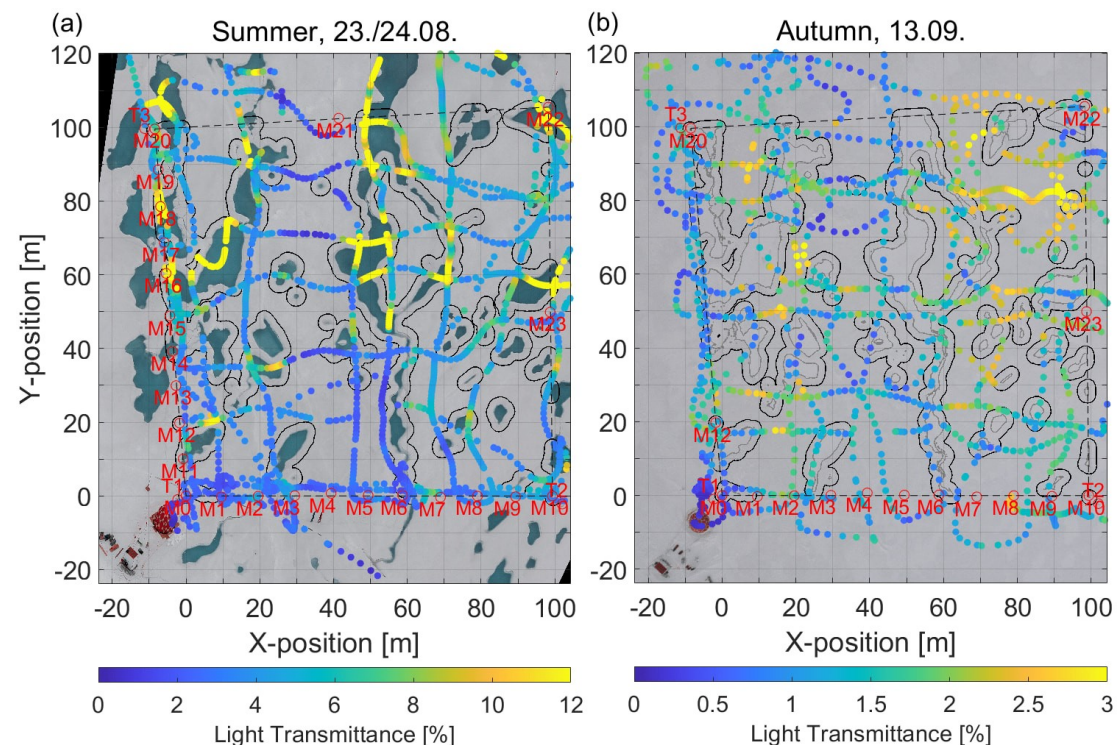 (a)
Summer, 23./24.08.
Y-position [m]
120
100
80
60
40
20
0
-20
T3
M20
M19
M18
M17
M16
M15
M14
M13
M12
M11
T1
M0
M1
M2
M3
M4
M5
M6
M7
M8
M9
M10
T2
M21
M22
M23
-20 0 20 40 60 80 100
X-position [m]
0 2 4 6 8 10 12
Light Transmittance [%]
(b)
Autumn, 13.09.
120
100
80
60
40
20
0
-20
T3
M20
M22
M23
M12
T1
M0
M1
M2
M3
M4
M5
M6
M7
M8
M9
M10
T2
-20 0 20 40 60 80 100
X-position [m]
0 0.5 1 1.5 2 2.5 3
Light Transmittance [%]